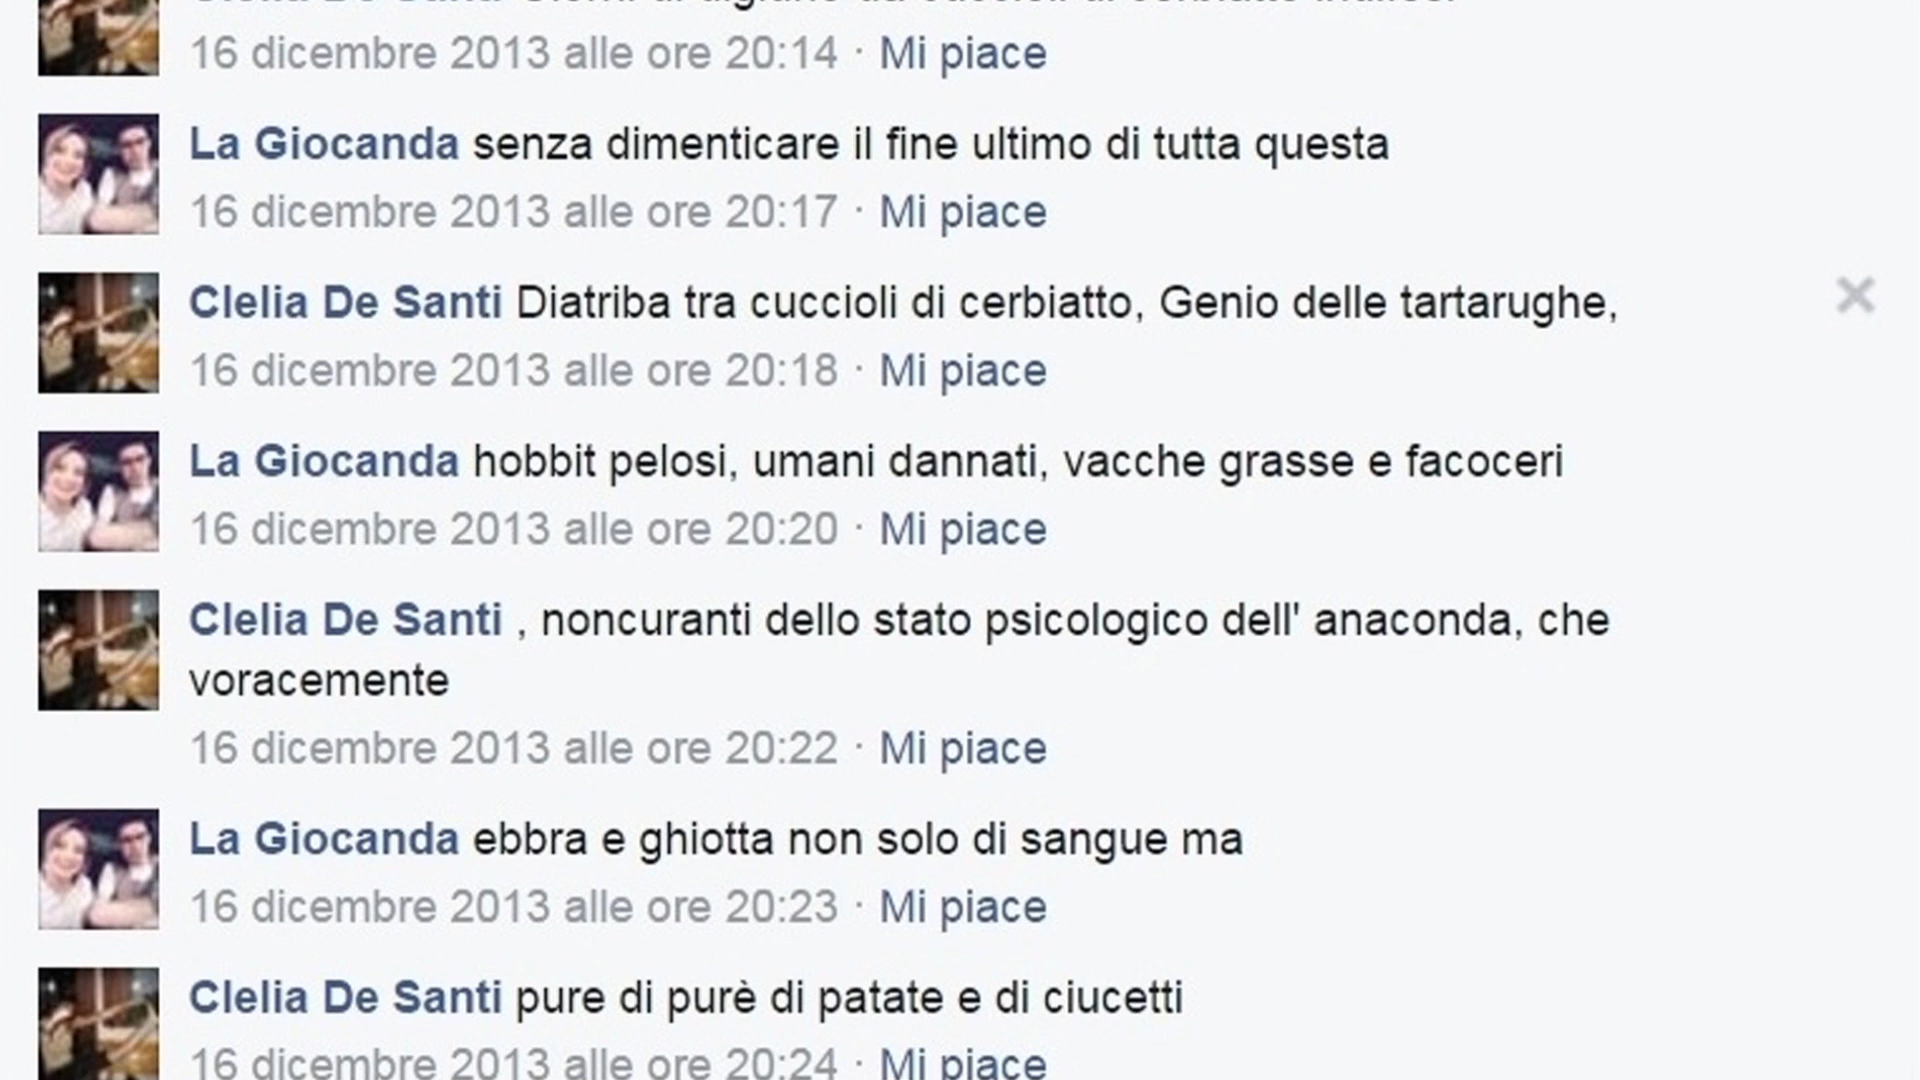 16 dicembre 2013 alle ore 20:14 · Mi piace
La Giocanda senza dimenticare il fine ultimo di tutta questa
16 dicembre 2013 alle ore 20:17 · Mi piace
Clelia De Santi Diatriba tra cuccioli di cerbiatto, Genio delle tartarughe,
16 dicembre 2013 alle ore 20:18 · Mi piace
La Giocanda hobbit pelosi, umani dannati, vacche grasse e facoceri
16 dicembre 2013 alle ore 20:20 · Mi piace
Clelia De Santi , noncuranti dello stato psicologico dell' anaconda, che
voracemente
16 dicembre 2013 alle ore 20:22 · Mi piace
La Giocanda ebbra e ghiotta non solo di sangue ma
16 dicembre 2013 alle ore 20:23 · Mi piace
Clelia De Santi pure di purè di patate e di ciucetti
16 dicembre 2013 alle ore 20:24 · Mi piace